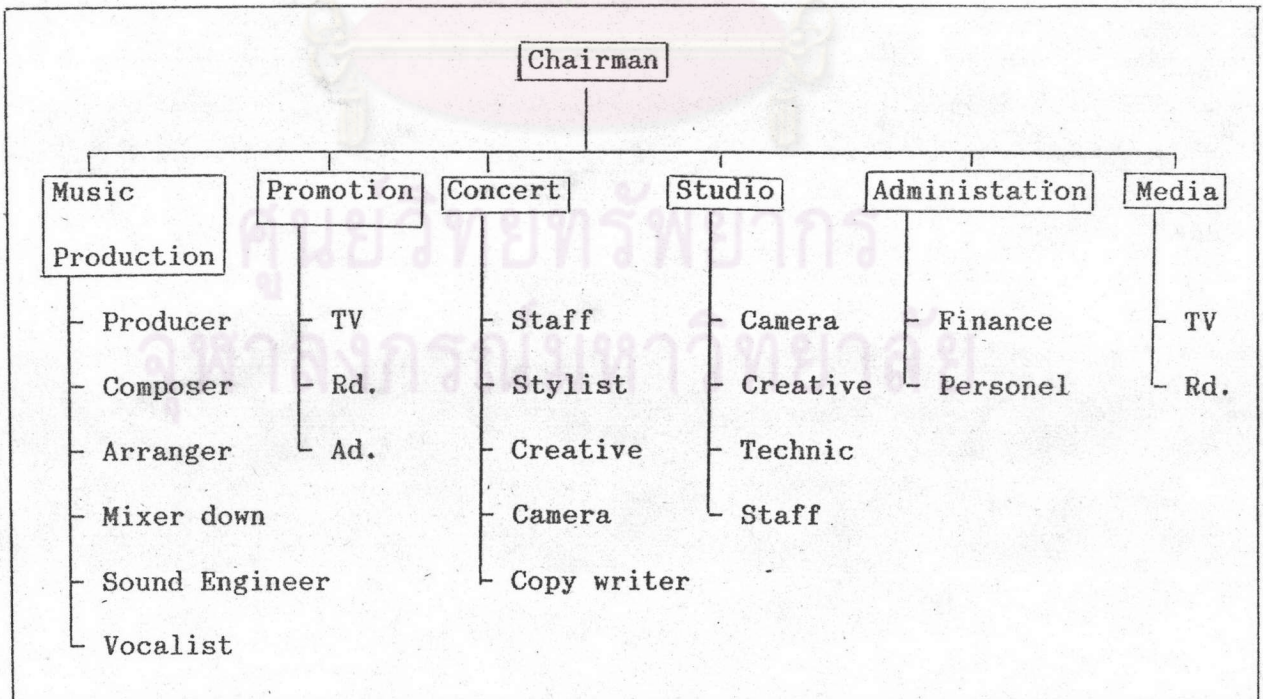 Chairman
Music
Production
Producer
Composer
Arranger
Mixer down
Sound Engineer
Vocalist
Promotion
TV
Rd.
Ad.
Concert
Staff
Stylist
Creative
Camera
Copy writer
Studio
Camera
Creative
Technic
Staff
Administation
Finance
Personel
Media
TV
Rd.
ศูนย์วิทยทรัพยากร
จุฬาลงกรณ์มหาวิทยาลัย